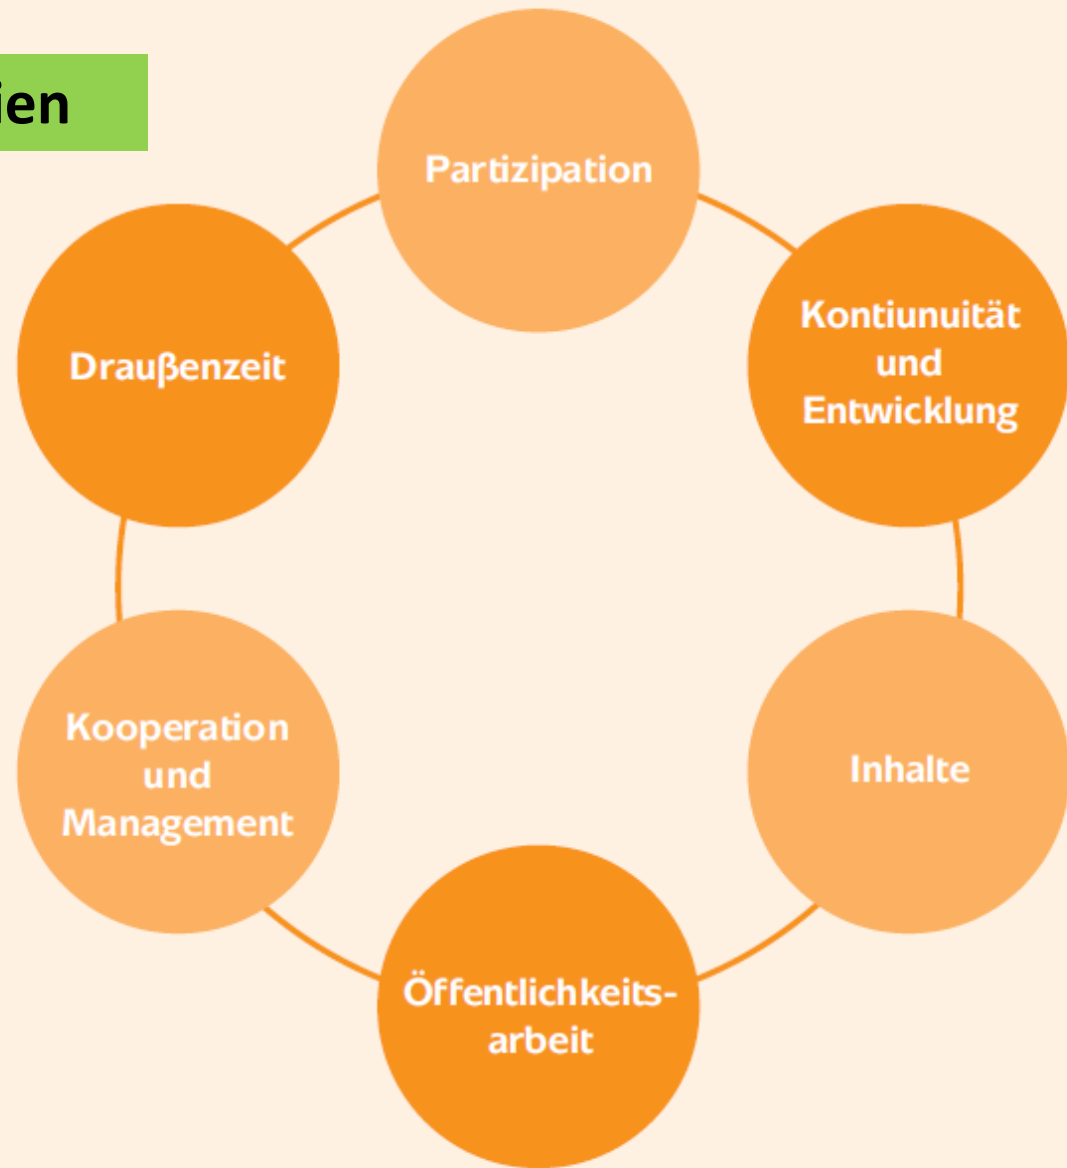 ien
Partizipation
Kontiunuität
und
Entwicklung
Inhalte
Öffentlichkeits-
arbeit
Kooperation
und
Management
Draußenzeit